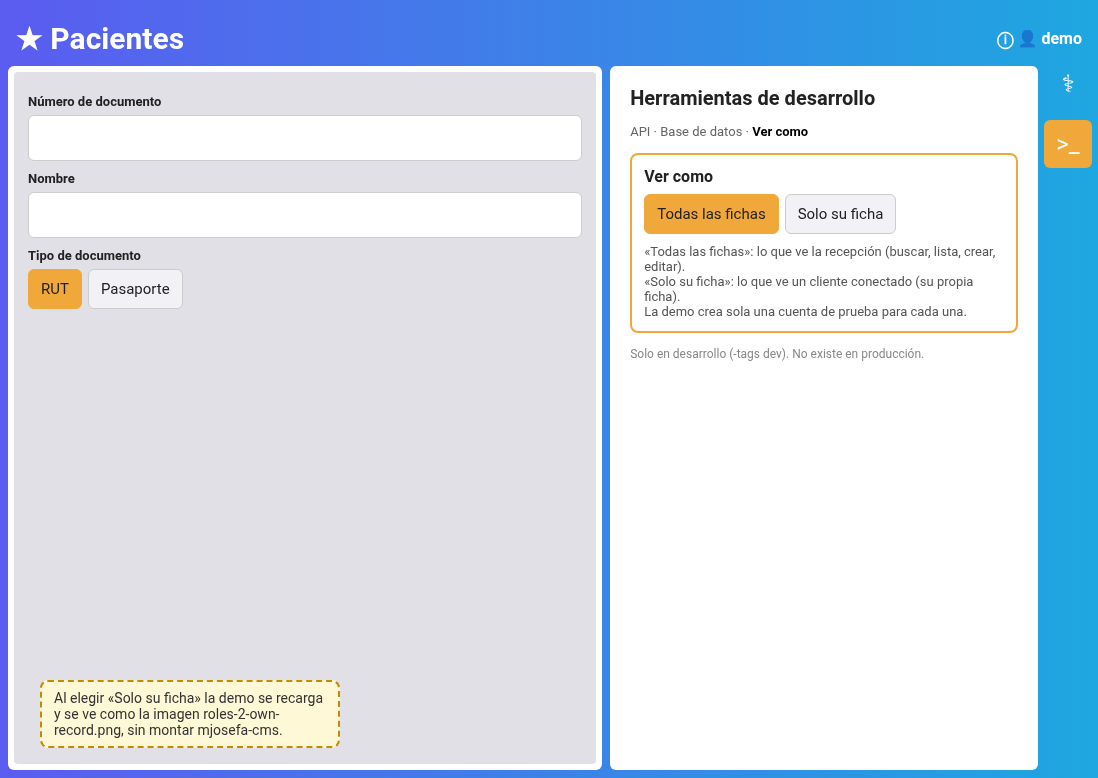 ★ Pacientes
ⓘ 👤 demo
Número de documento
Nombre
Tipo de documento
RUT
Pasaporte
Al elegir «Solo su ficha» la demo se recarga
y se ve como la imagen roles-2-own-
record.png, sin montar mjosefa-cms.
Herramientas de desarrollo
API · Base de datos · Ver como
Ver como
Todas las fichas
Solo su ficha
«Todas las fichas»: lo que ve la recepción (buscar, lista, crear,
editar).
«Solo su ficha»: lo que ve un cliente conectado (su propia
ficha).
La demo crea sola una cuenta de prueba para cada una.
Solo en desarrollo (-tags dev). No existe en producción.
⚕
>_